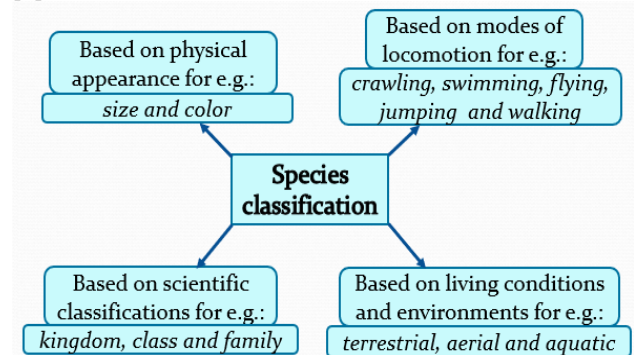 Based on physical
appearance for e.g.:
size and color
Based on modes of
locomotion for e.g.:
crawling, swimming, flying,
jumping and walking
Species
classification
Based on scientific
classifications for e.g.:
kingdom, class and family
Based on living conditions
and environments for e.g.:
terrestrial, aerial and aquatic